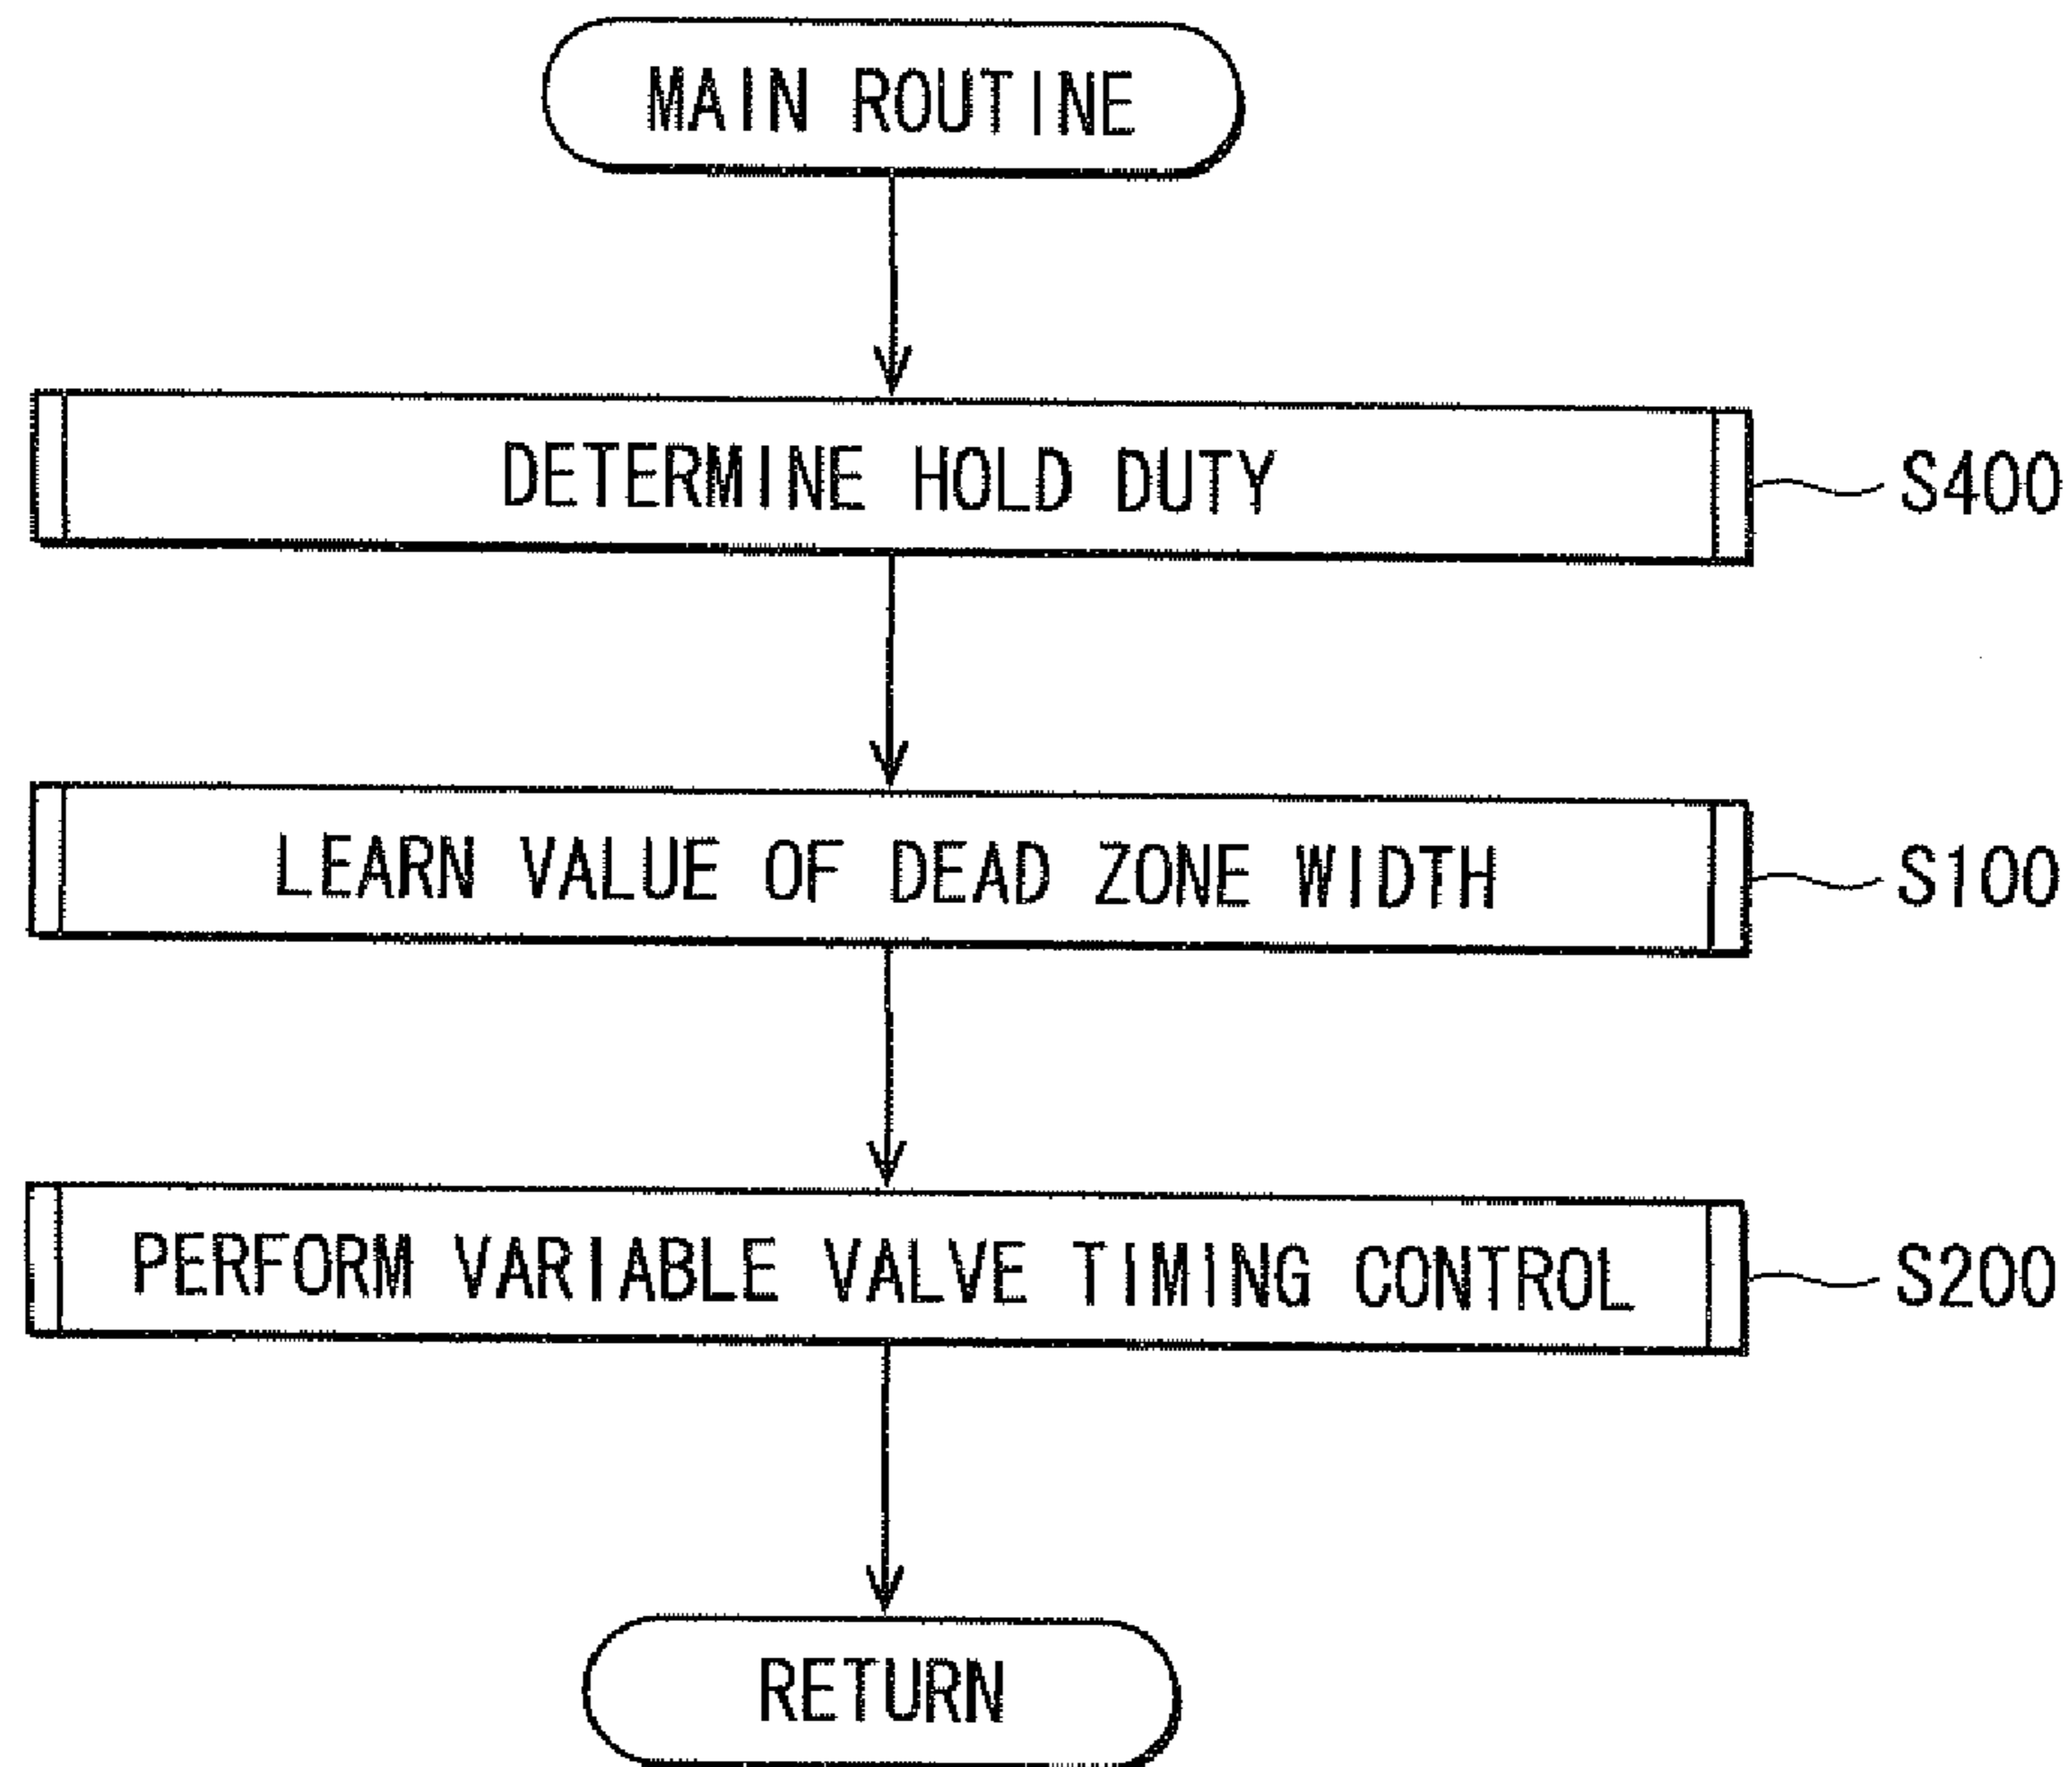 MAIN ROUTINE
DETERMINE HOLD DUTY
S400
LEARN VALUE OF DEAD ZONE WIDTH
S100
PERFORM VARIABLE VALVE TIMING CONTROL
S200
RETURN